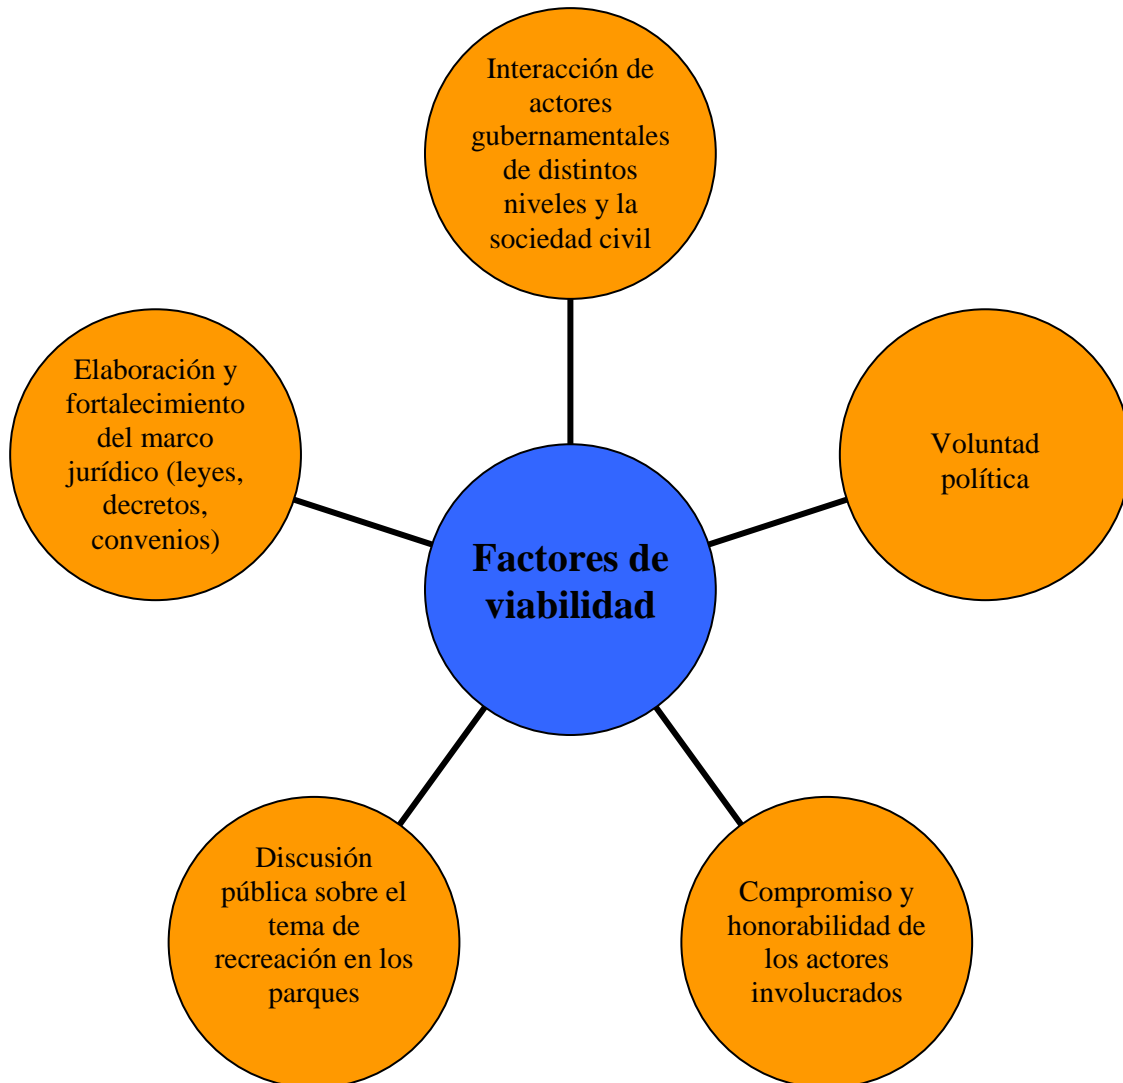 Interacción de
actores
gubernamentales
de distintos
niveles y la
sociedad civil
Elaboración y
fortalecimiento
del marco
jurídico (leyes,
decretos,
convenios)
Voluntad
política
Factores de
viabilidad
Discusión
pública sobre el
tema de
recreación en los
parques
Compromiso y
honorabilidad de
los actores
involucrados